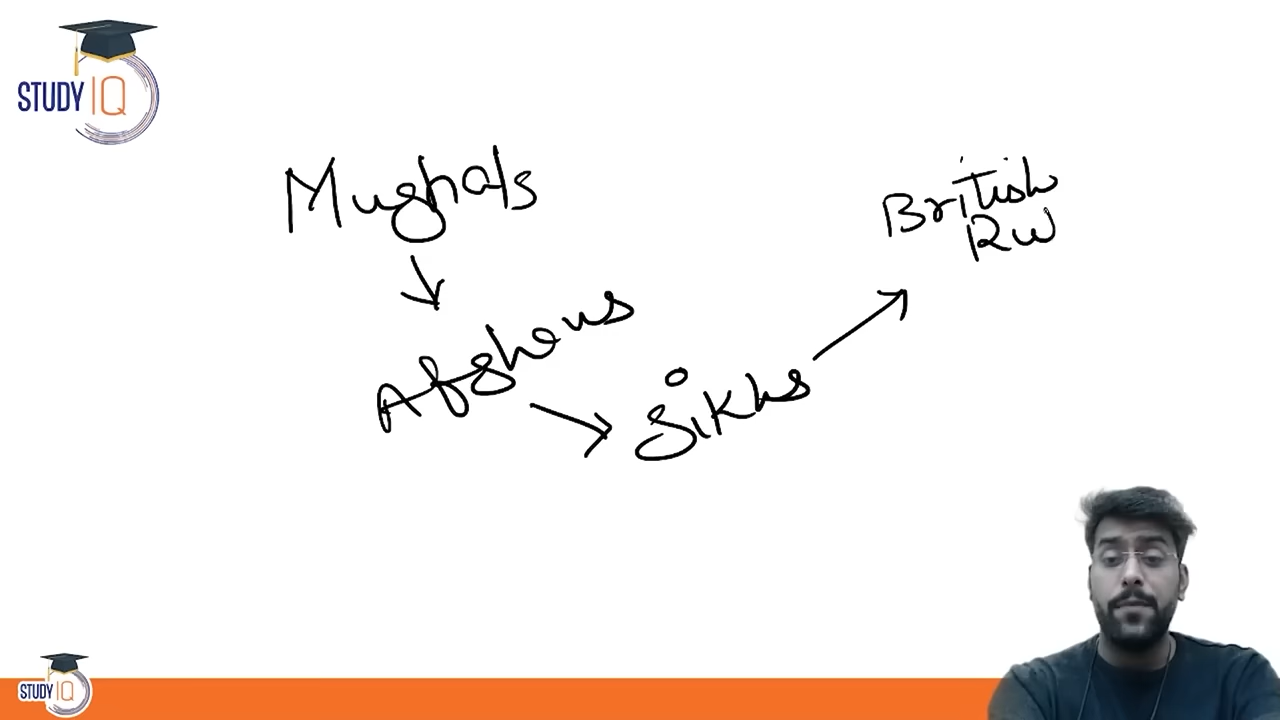 STUDY IQ
Mughals
British
RW
Afghans
Sikhs
STUDY IQ